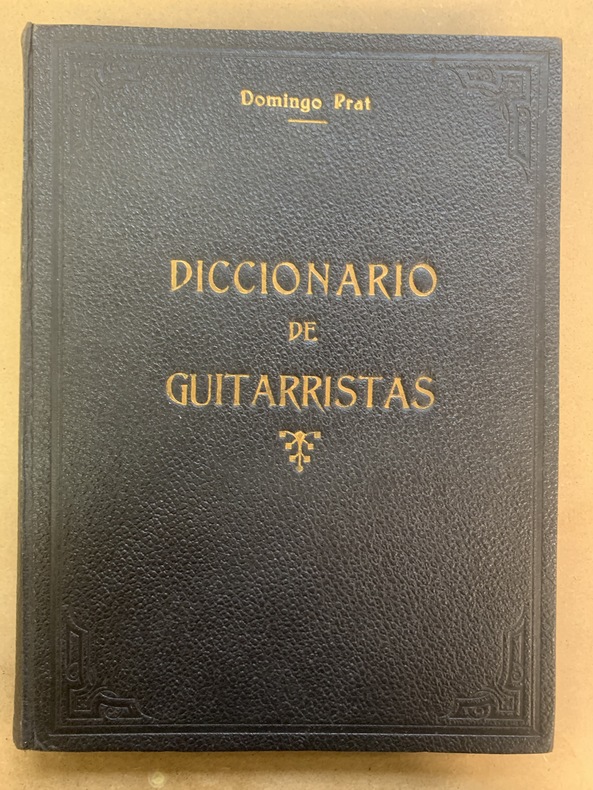 Domingo Prat
DICCIONARIO
DE
GUITARRISTAS